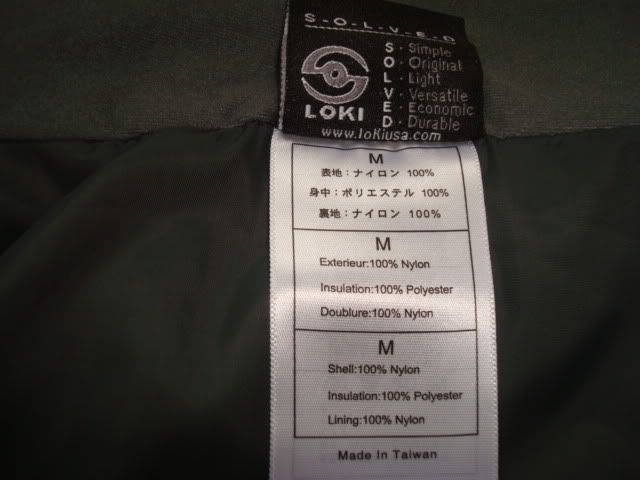 S-O-L-V-E-D
S · Simple
O · Original
L · Light
V · Versatile
E · Economic
D · Durable
LOKI
www.loKiusa.com
M
表地:ナイロン 100%
身中:ポリエステル 100%
裏地:ナイロン 100%
M
Exterieur:100% Nylon
Insulation:100% Polyester
Doublure:100% Nylon
M
Shell:100% Nylon
Insulation:100% Polyester
Lining:100% Nylon
Made In Taiwan